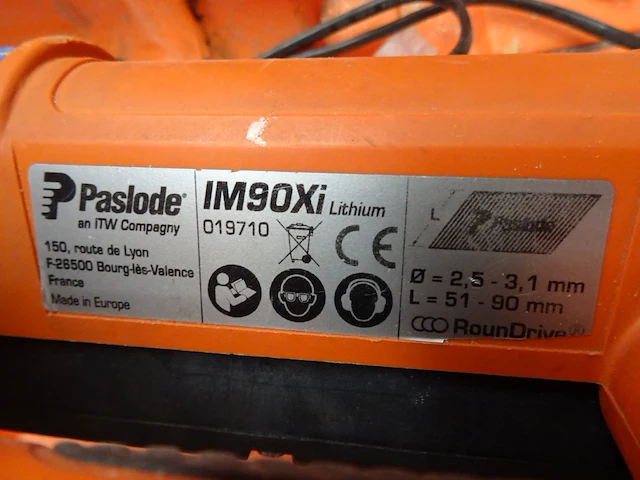 Paslode®
an ITW Compagny
150, route de Lyon
F-26500 Bourg-lès-Valence
France
Made in Europe
IM90Xi Lithium
019710
CE
L
Paslode
Ø = 2,5 - 3,1 mm
L = 51 - 90 mm
RounDrive®